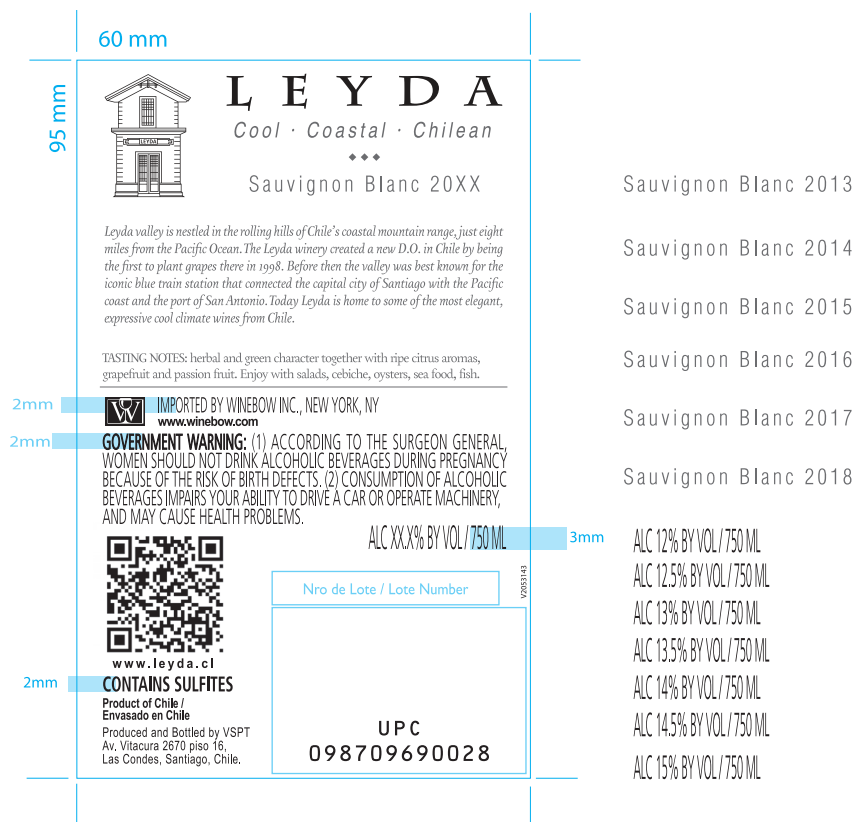 60 mm
95 mm
LEYDA
LEYDA
Cool · Coastal · Chilean
Sauvignon Blanc 20XX
Leyda valley is nestled in the rolling hills of Chile's coastal mountain range, just eight
miles from the Pacific Ocean. The Leyda winery created a new D.O. in Chile by being
the first to plant grapes there in 1998. Before then the valley was best known for the
iconic blue train station that connected the capital city of Santiago with the Pacific
coast and the port of San Antonio. Today Leyda is home to some of the most elegant,
expressive cool climate wines from Chile.
TASTING NOTES: herbal and green character together with ripe citrus aromas,
grapefruit and passion fruit. Enjoy with salads, cebiche, oysters, sea food, fish.
2mm
W
IMPORTED BY WINEBOW INC., NEW YORK, NY
www.winebow.com
2mm
GOVERNMENT WARNING: (1) ACCORDING TO THE SURGEON GENERAL,
WOMEN SHOULD NOT DRINK ALCOHOLIC BEVERAGES DURING PREGNANCY
BECAUSE OF THE RISK OF BIRTH DEFECTS. (2) CONSUMPTION OF ALCOHOLIC
BEVERAGES IMPAIRS YOUR ABILITY TO DRIVE A CAR OR OPERATE MACHINERY,
AND MAY CAUSE HEALTH PROBLEMS.
ALC XX.X% BY VOL / 750 ML
3mm
Nro de Lote / Lote Number
V2053143
www.leyda.cl
2mm
CONTAINS SULFITES
Product of Chile /
Envasado en Chile
Produced and Bottled by VSPT
Av. Vitacura 2670 piso 16,
Las Condes, Santiago, Chile.
UPC
098709690028
Sauvignon Blanc 2013
Sauvignon Blanc 2014
Sauvignon Blanc 2015
Sauvignon Blanc 2016
Sauvignon Blanc 2017
Sauvignon Blanc 2018
ALC 12% BY VOL / 750 ML
ALC 12.5% BY VOL / 750 ML
ALC 13% BY VOL / 750 ML
ALC 13.5% BY VOL / 750 ML
ALC 14% BY VOL / 750 ML
ALC 14.5% BY VOL / 750 ML
ALC 15% BY VOL / 750 ML